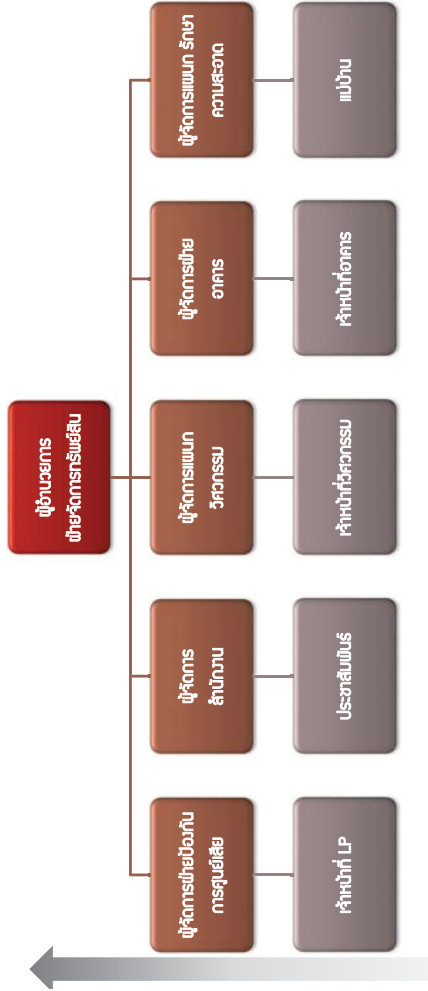 ผู้อำนวยการ
ฝ่ายจัดการทรัพย์สิน
ผู้จัดการฝ่ายป้องกัน
การศูนย์เสีย
ผู้จัดการ
สำนักงาน
ผู้จัดการแผนก
วิศวกรรม
ผู้จัดการฝ่าย
อาคาร
ผู้จัดการแผนก รักษา
ความสะอาด
เจ้าหน้าที่ LP
ประชาสัมพันธ์
เจ้าหน้าที่วิศวกรรม
เจ้าหน้าที่อาคาร
แม่บ้าน